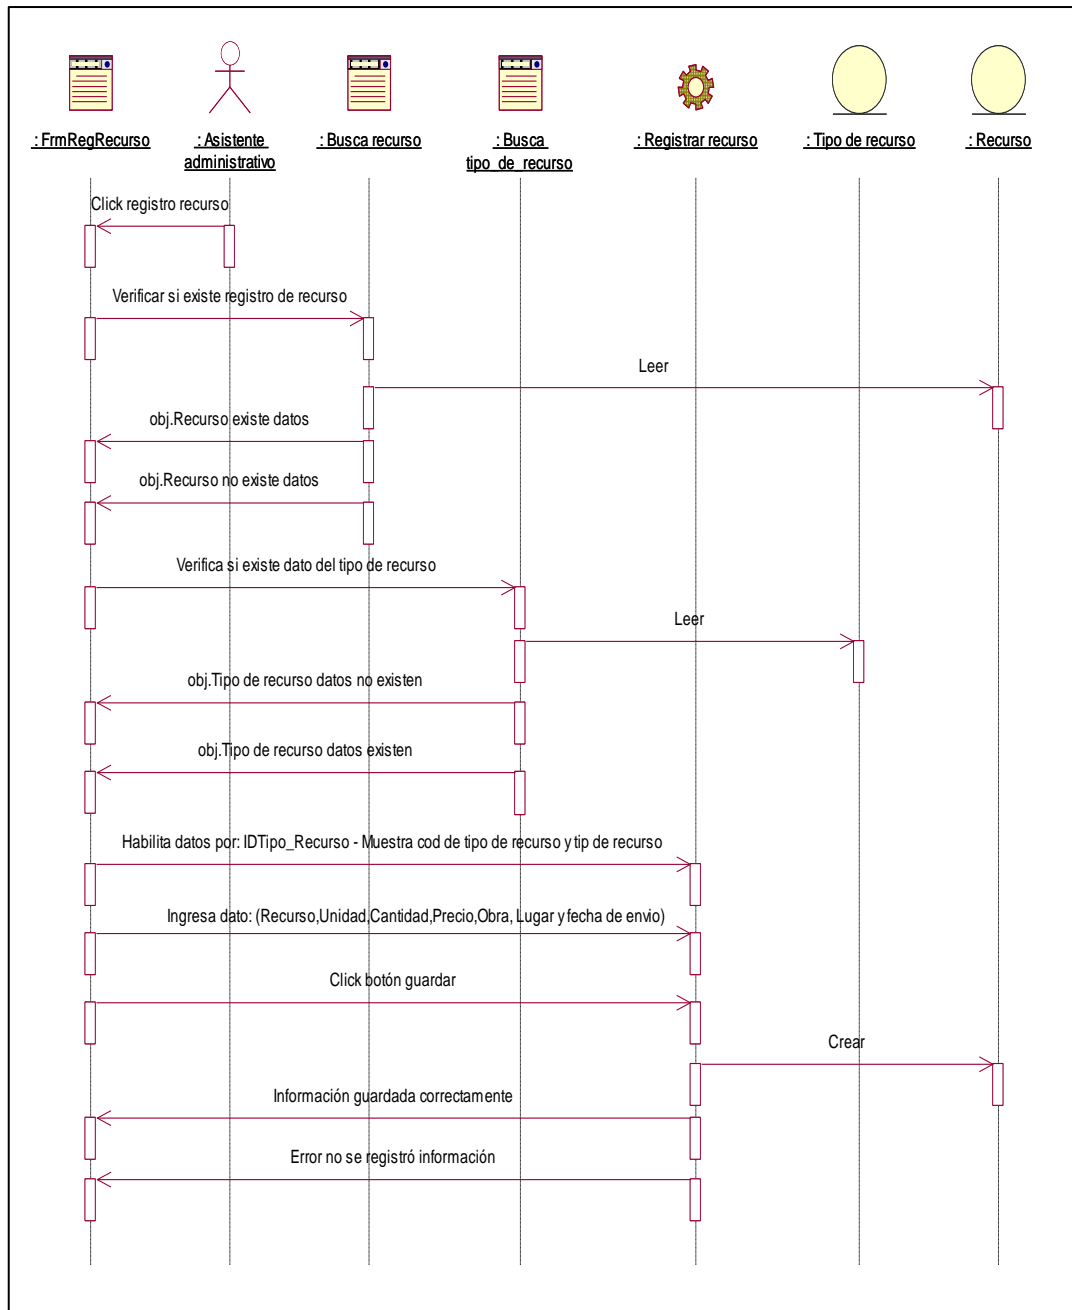 : FrmRegRecurso
: Asistente
administrativo
: Busca recurso
: Busca
tipo_de_recurso
: Registrar recurso
: Tipo de recurso
: Recurso
Click registro recurso
Verificar si existe registro de recurso
Leer
obj.Recurso existe datos
obj.Recurso no existe datos
Verifica si existe dato del tipo de recurso
Leer
obj.Tipo de recurso datos no existen
obj.Tipo de recurso datos existen
Habilita datos por: IDTipo_Recurso - Muestra cod de tipo de recurso y tip de recurso
Ingresa dato: (Recurso,Unidad,Cantidad,Precio,Obra, Lugar y fecha de envio)
Click botón guardar
Crear
Información guardada correctamente
Error no se registró información